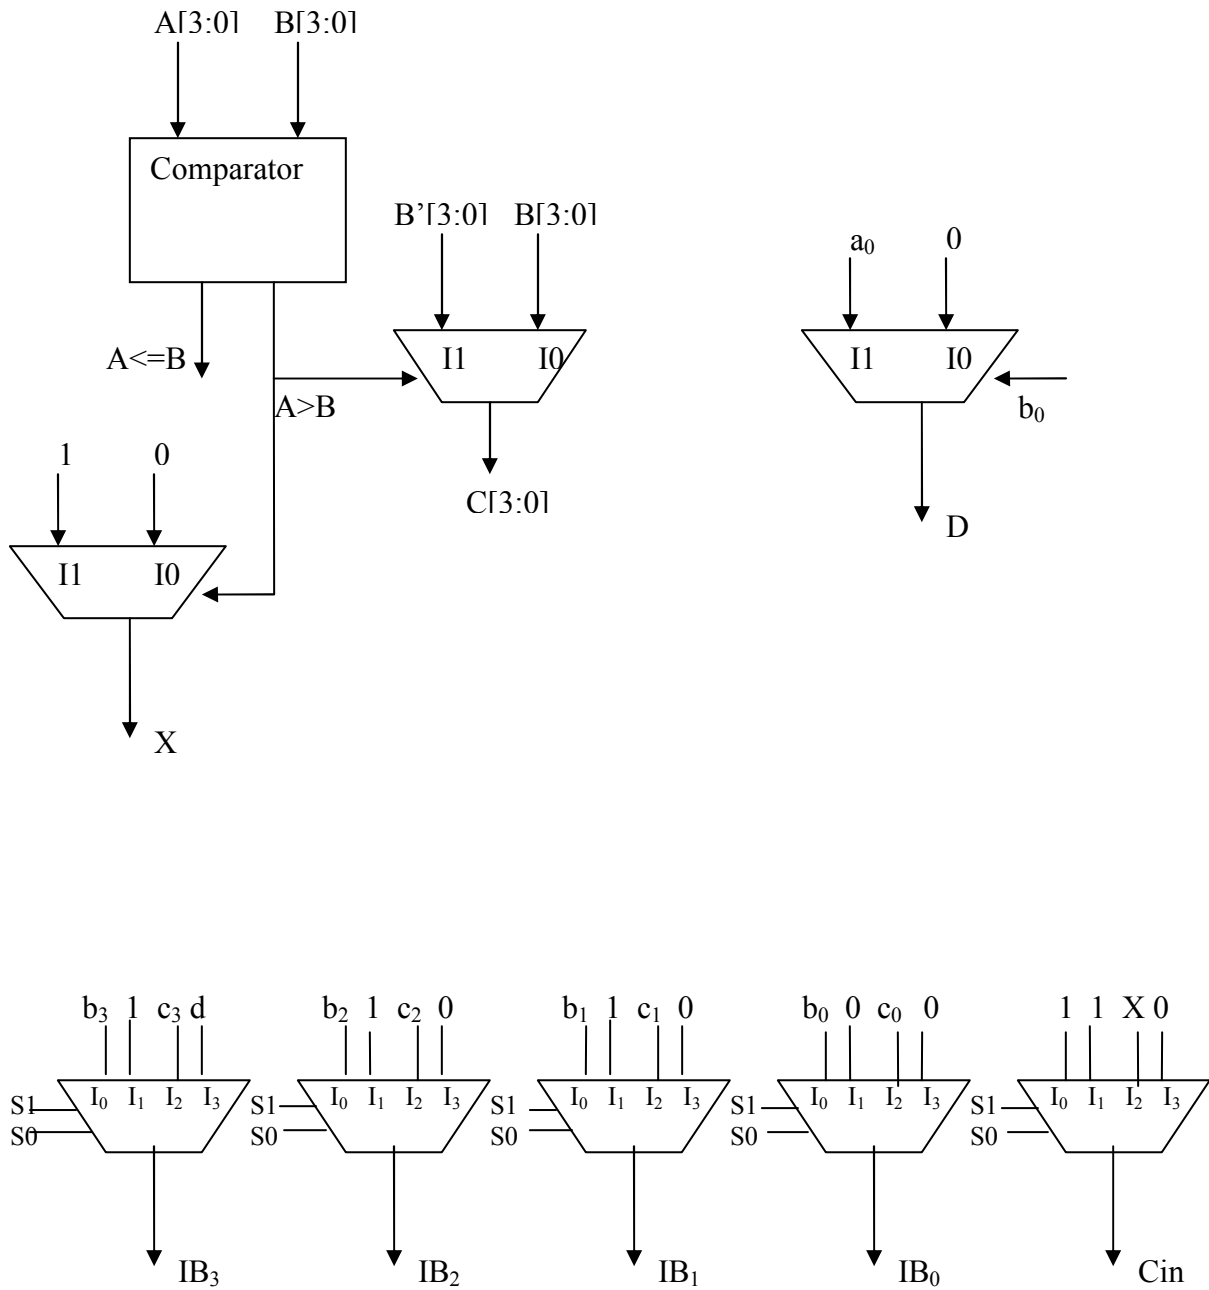 A[3:0] B[3:0]
Comparator
B'[3:0] B[3:0]
a₀ 0
I1 I0
I1 I0
A<=B
A>B
b₀
1 0
C[3:0]
D
I1 I0
X
b₃ 1 c₃ d b₂ 1 c₂ 0 b₁ 1 c₁ 0 b₀ 0 c₀ 0 1 1 X 0
I₀ I₁ I₂ I₃ I₀ I₁ I₂ I₃ I₀ I₁ I₂ I₃ I₀ I₁ I₂ I₃ I₀ I₁ I₂ I₃
S1 S1 S1 S1 S1
S0 S0 S0 S0 S0
IB₃ IB₂ IB₁ IB₀ Cin